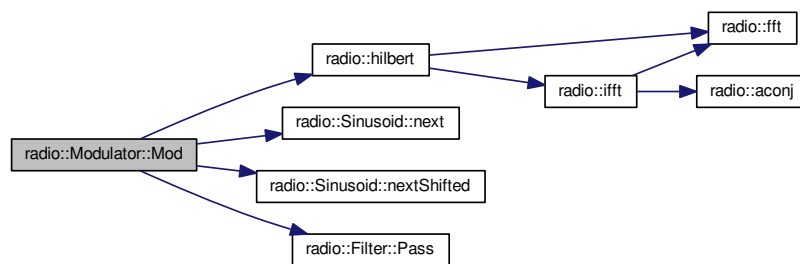 radio::Modulator::Mod
radio::hilbert
radio::Sinusoid::next
radio::Sinusoid::nextShifted
radio::Filter::Pass
radio::ifft
radio::fft
radio::aconj